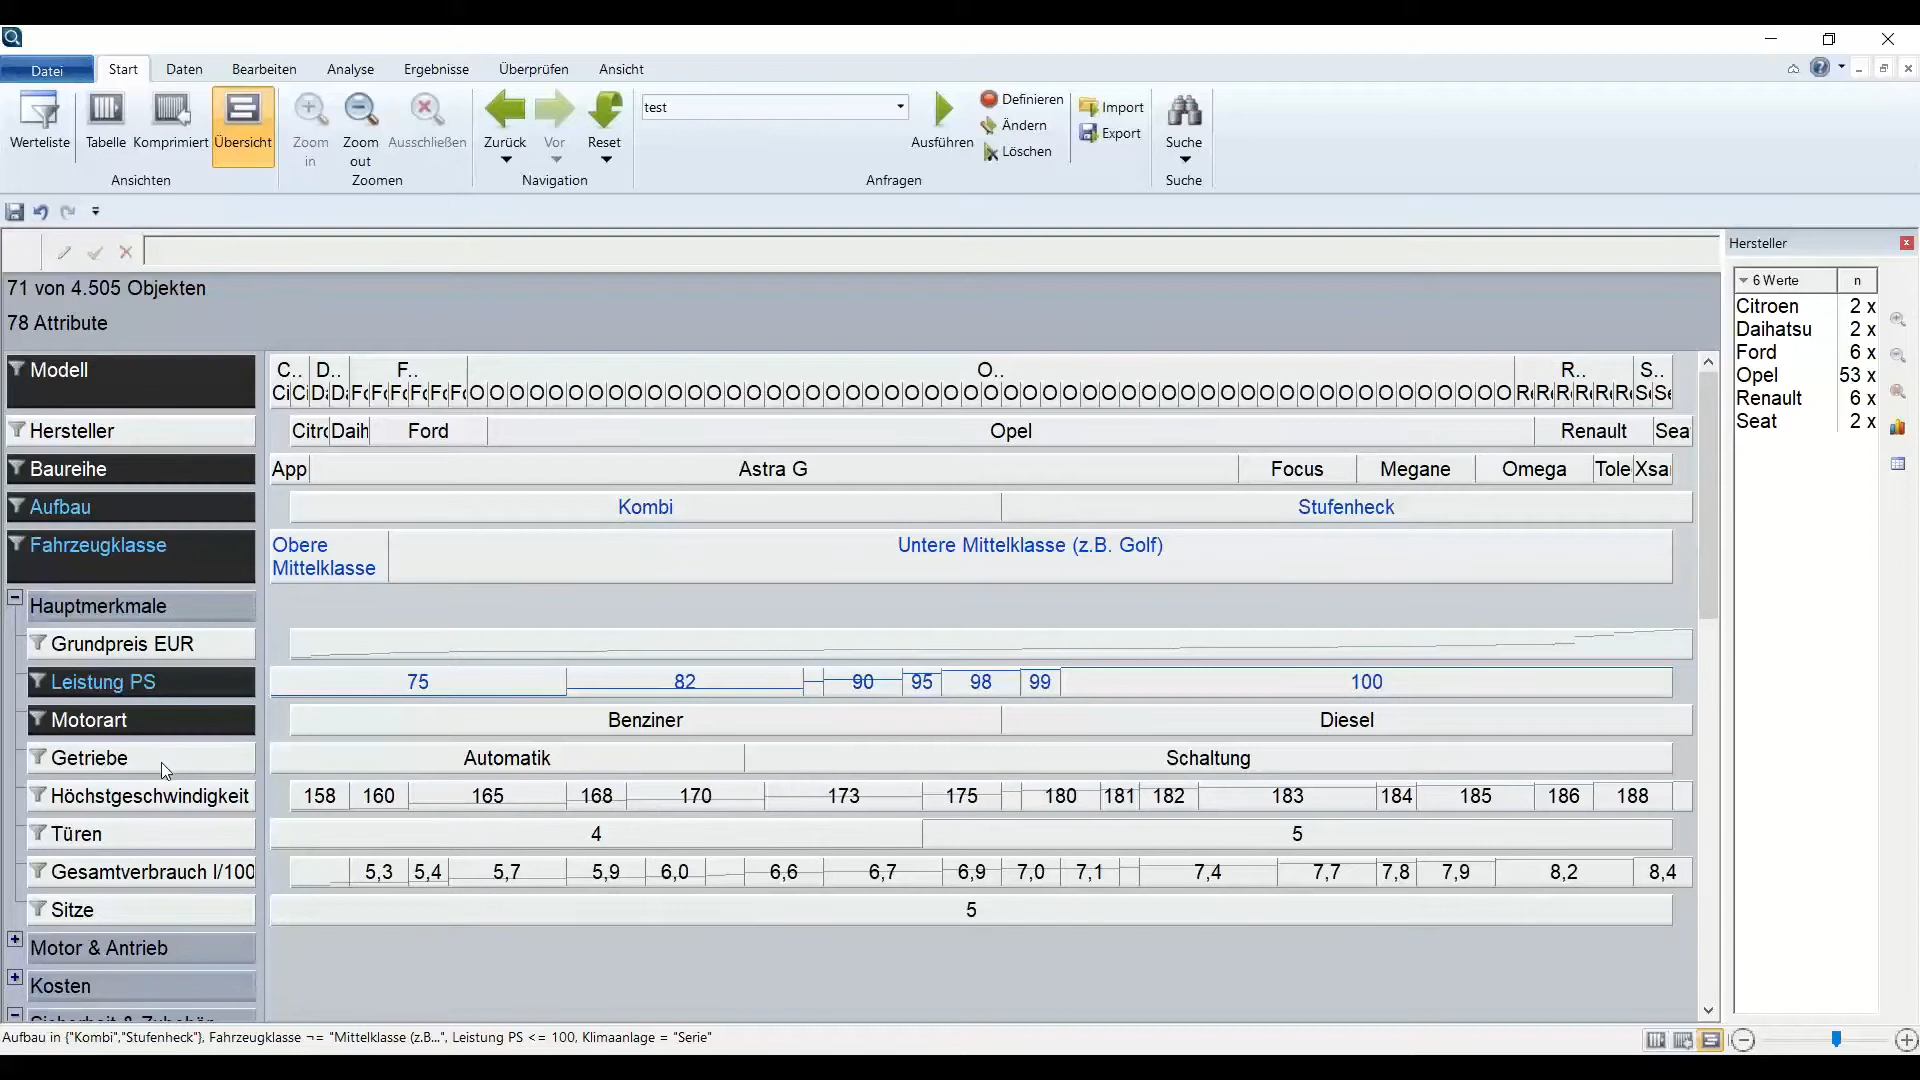 Datei Start Daten Bearbeiten Analyse Ergebnisse Überprüfen Ansicht
Werteliste Tabelle Komprimiert Übersicht
Ansichten
Zoom in Zoom out Ausschließen
Zoomen
Zurück Vor Reset
Navigation
test
Ausführen
Definieren
Ändern
Löschen
Import
Export
Anfragen
Suche
Suche
71 von 4.505 Objekten
78 Attribute
Modell C.. D.. F.. O.. R.. S..
Hersteller Citro Daih Ford Opel Renault Sea
Baureihe App Astra G Focus Megane Omega Tole Xsa
Aufbau Kombi Stufenheck
Fahrzeugklasse Obere Mittelklasse Untere Mittelklasse (z.B. Golf)
Hauptmerkmale
Grundpreis EUR
Leistung PS 75 82 90 95 98 99 100
Motorart Benziner Diesel
Getriebe Automatik Schaltung
Höchstgeschwindigkeit 158 160 165 168 170 173 175 180 181 182 183 184 185 186 188
Türen 4 5
Gesamtverbrauch l/100 5,3 5,4 5,7 5,9 6,0 6,6 6,7 6,9 7,0 7,1 7,4 7,7 7,8 7,9 8,2 8,4
Sitze 5
Motor & Antrieb
Kosten
Hersteller
6 Werte n
Citroen 2 x
Daihatsu 2 x
Ford 6 x
Opel 53 x
Renault 6 x
Seat 2 x
Aufbau in {"Kombi","Stufenheck"}, Fahrzeugklasse ¬= "Mittelklasse (z.B...", Leistung PS <= 100, Klimaanlage = "Serie"